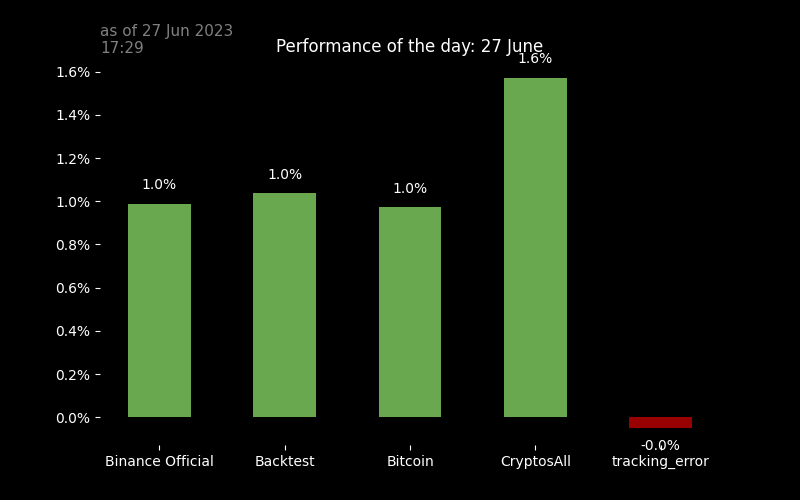 as of 27 Jun 2023
17:29
Performance of the day: 27 June
1.6%
1.4%
1.2%
1.0%
0.8%
0.6%
0.4%
0.2%
0.0%
1.0%
1.0%
1.0%
1.6%
-0.0%
Binance Official
Backtest
Bitcoin
CryptosAll
tracking_error